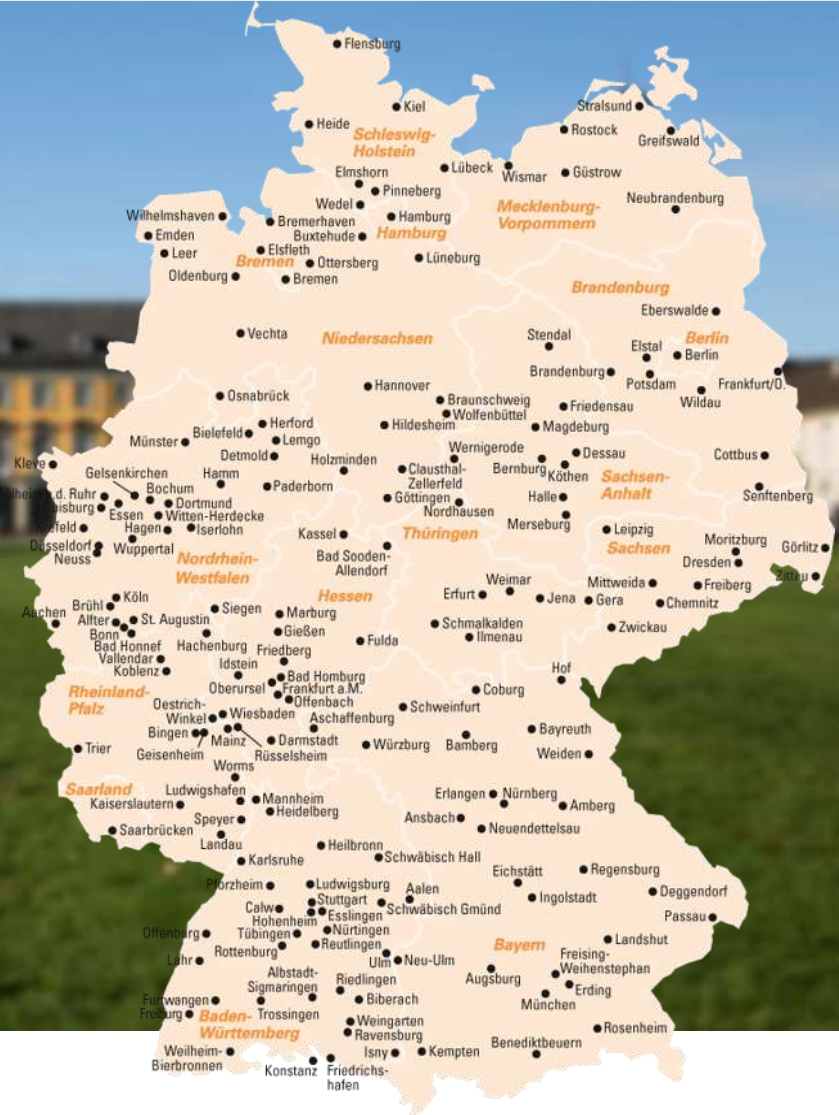 Flensburg
Kiel
Stralsund
Heide
Rostock
Greifswald
Schleswig-
Holstein
Lübeck
Wismar
Güstrow
Elmshorn
Pinneberg
Neubrandenburg
Wedel
Mecklenburg-
Vorpommern
Wilhelmshaven
Bremerhaven
Hamburg
Emden
Buxtehude
Hamburg
Leer
Elsfleth
Bremen
Ottersberg
Lüneburg
Oldenburg
Bremen
Brandenburg
Eberswalde
Vechta
Niedersachsen
Stendal
Berlin
Elstal
Berlin
Brandenburg
Potsdam
Frankfurt/O.
Wildau
Hannover
Osnabrück
Braunschweig
Wolfenbüttel
Friedensau
Herford
Hildesheim
Magdeburg
Bielefeld
Lemgo
Münster
Detmold
Holzminden
Wernigerode
Dessau
Cottbus
Kleve
Gelsenkirchen
Hamm
Clausthal-
Zellerfeld
Bernburg
Köthen
Sachsen-
Anhalt
Bochum
Paderborn
Senftenberg
a.d. Ruhr
Duisburg
Essen
Dortmund
Göttingen
Halle
Nordhausen
Witten-Herdecke
Merseburg
Krefeld
Hagen
Iserlohn
Kassel
Thüringen
Leipzig
Düsseldorf
Wuppertal
Neuss
Nordrhein-
Westfalen
Bad Sooden-
Allendorf
Sachsen
Moritzburg
Görlitz
Dresden
Zittau
Weimar
Mittweida
Freiberg
Köln
Hessen
Erfurt
Jena
Gera
Chemnitz
Brühl
Siegen
Marburg
Aachen
Alfter
St. Augustin
Schmalkalden
Zwickau
Bonn
Gießen
Ilmenau
Bad Honnef
Hachenburg
Fulda
Vallendar
Friedberg
Koblenz
Idstein
Hof
Bad Homburg
Oberursel
Frankfurt a.M.
Coburg
Rheinland-
Pfalz
Offenbach
Oestrich-
Winkel
Wiesbaden
Aschaffenburg
Schweinfurt
Bingen
Mainz
Darmstadt
Würzburg
Bamberg
Bayreuth
Trier
Geisenheim
Rüsselsheim
Weiden
Worms
Saarland
Ludwigshafen
Mannheim
Erlangen
Nürnberg
Kaiserslautern
Heidelberg
Amberg
Speyer
Ansbach
Saarbrücken
Neuendettelsau
Landau
Heilbronn
Karlsruhe
Schwäbisch Hall
Eichstätt
Regensburg
Pforzheim
Ludwigsburg
Aalen
Deggendorf
Stuttgart
Ingolstadt
Calw
Schwäbisch Gmünd
Hohenheim
Esslingen
Passau
Offenburg
Tübingen
Nürtingen
Rottenburg
Reutlingen
Bayern
Landshut
Lahr
Ulm
Neu-Ulm
Freising-
Weihenstephan
Albstadt-
Sigmaringen
Riedlingen
Augsburg
Erding
Furtwangen
Biberach
München
Freiburg
Trossingen
Baden-
Württemberg
Weingarten
Rosenheim
Ravensburg
Benediktbeuern
Weilheim-
Bierbronnen
Isny
Kempten
Konstanz
Friedrichs-
hafen